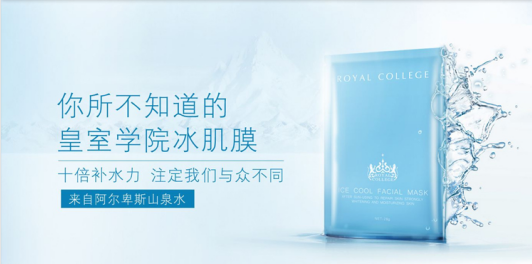 你所不知道的
皇室学院冰肌膜
十倍补水力 注定我们与众不同
来自阿尔卑斯山泉水
ROYAL COLLEGE
ICE COOL FACIAL MASK